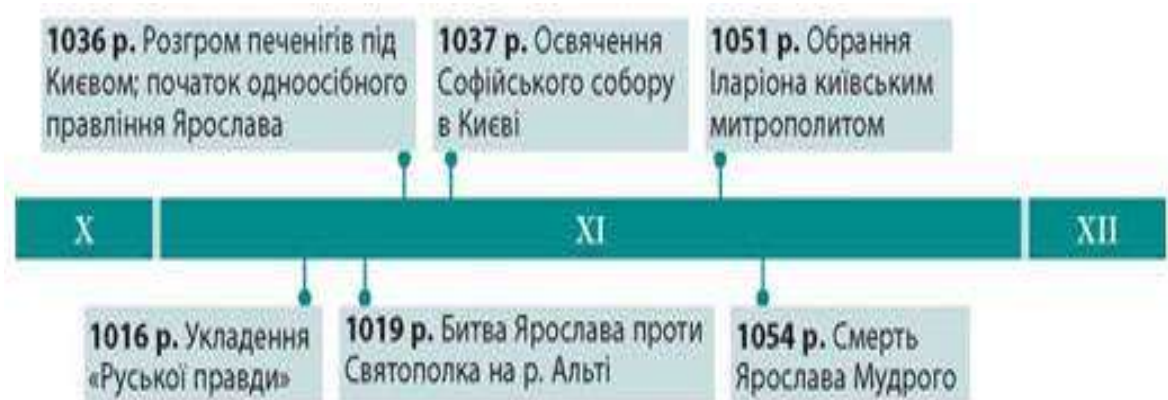 1036 р. Розгром печенігів під
Києвом; початок одноосібного
правління Ярослава
1037 р. Освячення
Софійського собору
в Києві
1051 р. Обрання
Іларіона київським
митрополитом
X
XI
XII
1016 р. Укладення
«Руської правди»
1019 р. Битва Ярослава проти
Святополка на р. Альті
1054 р. Смерть
Ярослава Мудрого